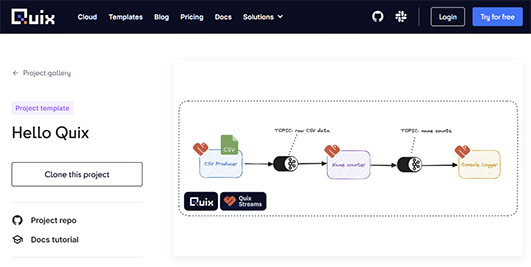 Quix
Cloud
Templates
Blog
Pricing
Docs
Solutions
Login
Try for free
Project gallery
Project template
Hello Quix
Clone this project
Project repo
Docs tutorial
CSV
CSV Producer
TOPIC: raw CSV data
Name counter
TOPIC: name counts
Console Logger
Quix
Quix
Streams